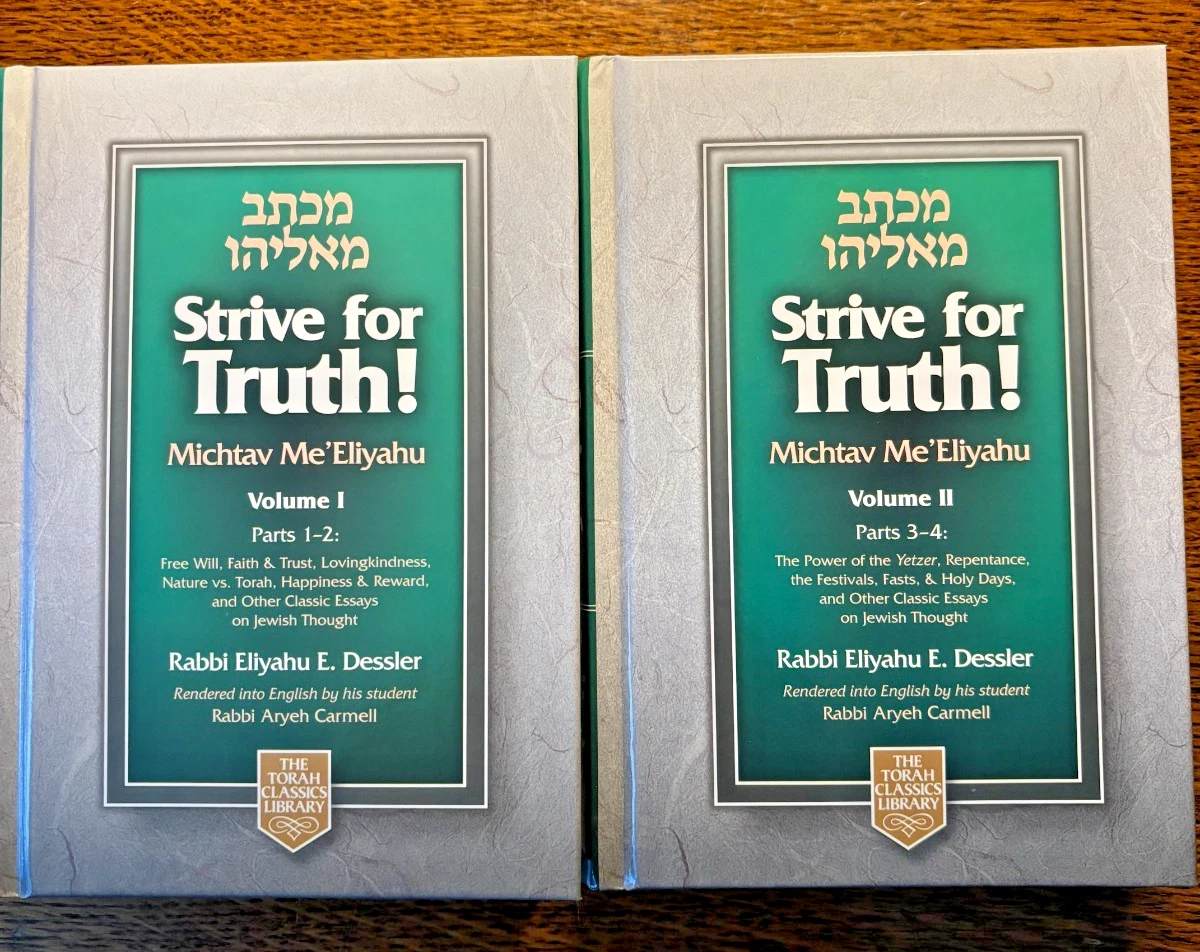 מכתב
מאליהו
Strive for
Truth!
Michtav Me'Eliyahu
Volume I
Parts 1–2:
Free Will, Faith & Trust, Lovingkindness,
Nature vs. Torah, Happiness & Reward,
and Other Classic Essays
on Jewish Thought
Rabbi Eliyahu E. Dessler
Rendered into English by his student
Rabbi Aryeh Carmell
THE
TORAH
CLASSICS
LIBRARY
מכתב
מאליהו
Strive for
Truth!
Michtav Me'Eliyahu
Volume II
Parts 3–4:
The Power of the Yetzer, Repentance,
the Festivals, Fasts, & Holy Days,
and Other Classic Essays
on Jewish Thought
Rabbi Eliyahu E. Dessler
Rendered into English by his student
Rabbi Aryeh Carmell
THE
TORAH
CLASSICS
LIBRARY